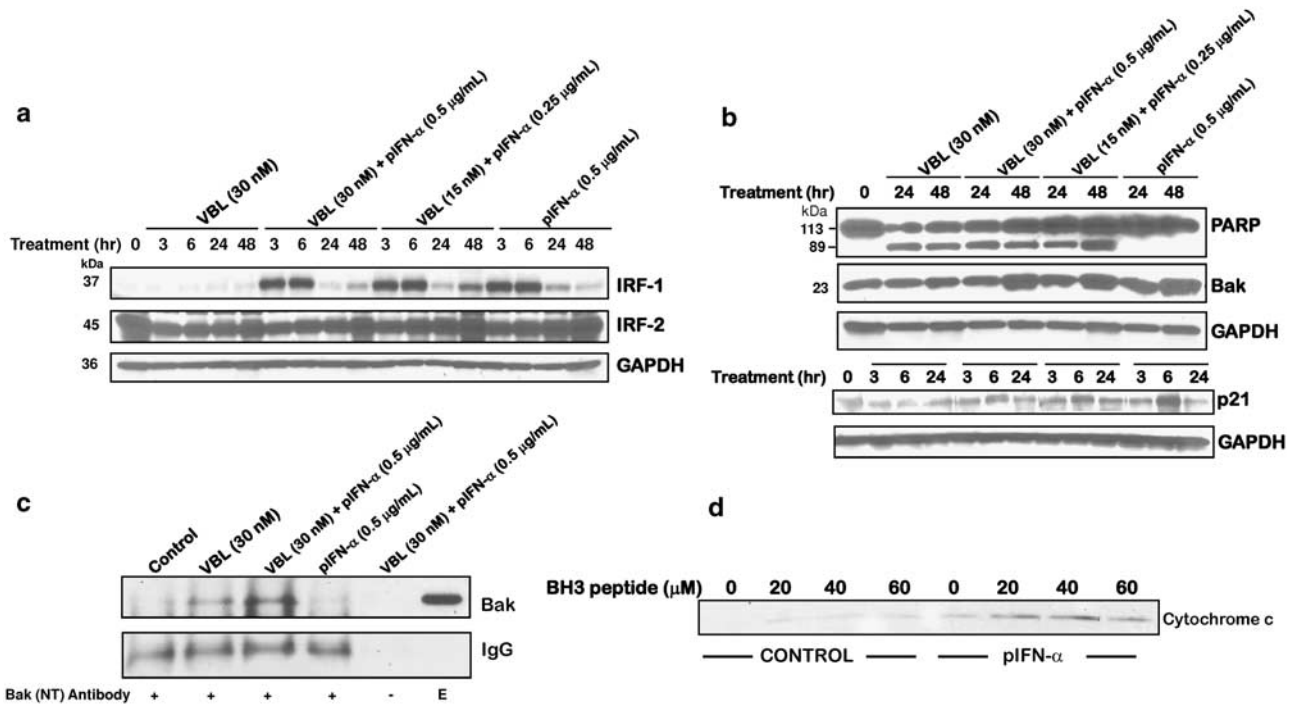 a
VBL (30 nM)
VBL (30 nM) + pIFN-α (0.5 μg/mL)
VBL (15 nM) + pIFN-α (0.25 μg/mL)
pIFN-α (0.5 μg/mL)
Treatment (hr) 0 3 6 24 48 3 6 24 48 3 6 24 48 3 6 24 48
kDa
37 IRF-1
45 IRF-2
36 GAPDH
b
VBL (30 nM)
VBL (30 nM) + pIFN-α (0.5 μg/mL)
VBL (15 nM) + pIFN-α (0.25 μg/mL)
pIFN-α (0.5 μg/mL)
Treatment (hr) 0 24 48 24 48 24 48 24 48
kDa
113 PARP
89
23 Bak
GAPDH
Treatment (hr) 0 3 6 24 3 6 24 3 6 24 3 6 24
p21
GAPDH
c
Control
VBL (30 nM)
VBL (30 nM) + pIFN-α (0.5 μg/mL)
pIFN-α (0.5 μg/mL)
VBL (30 nM) + pIFN-α (0.5 μg/mL)
Bak
IgG
Bak (NT) Antibody + + + + - E
d
BH3 peptide (μM) 0 20 40 60 0 20 40 60
Cytochrome c
CONTROL pIFN-α